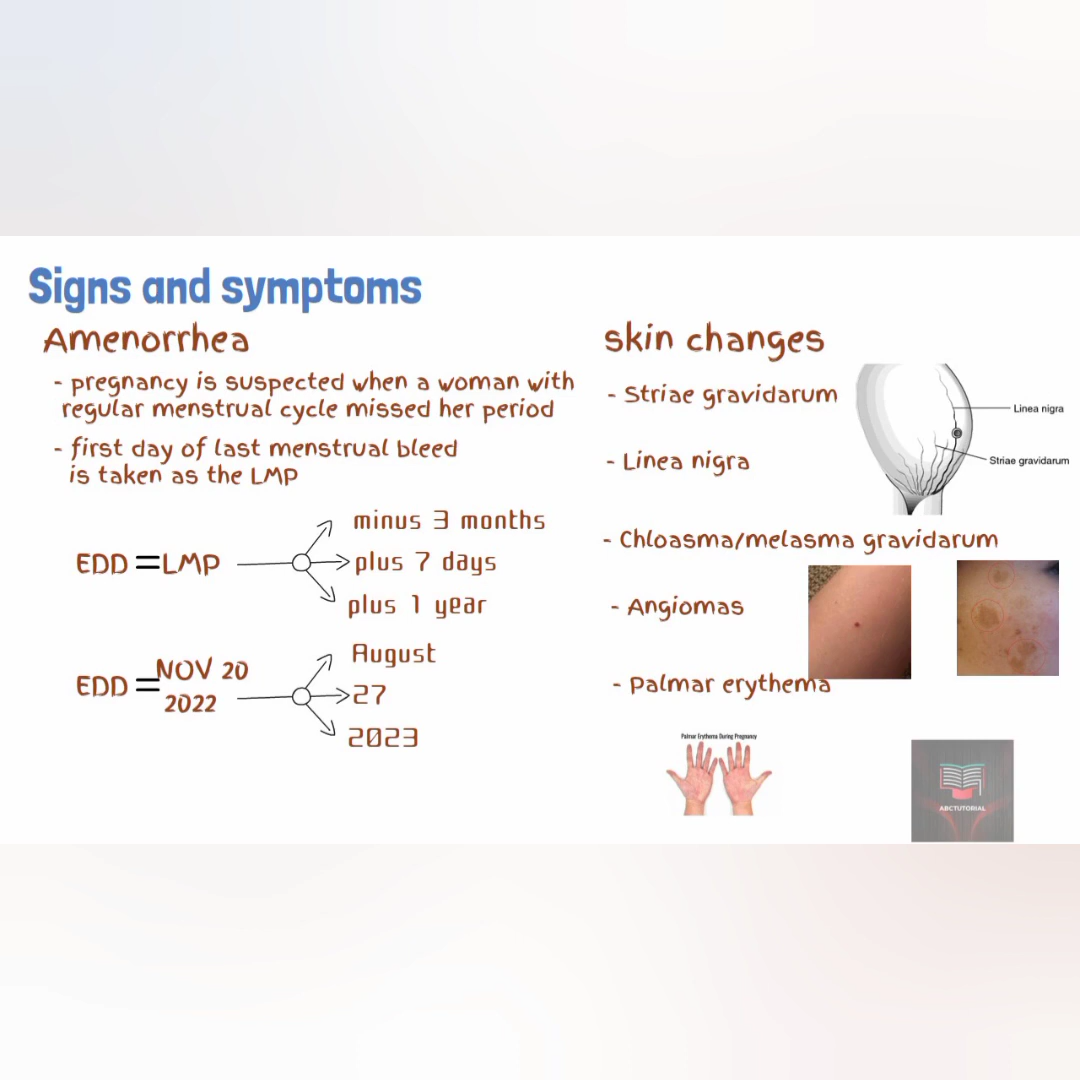 Signs and symptoms
Amenorrhea
- pregnancy is suspected when a woman with
regular menstrual cycle missed her period
- first day of last menstrual bleed
is taken as the LMP
EDD = LMP
minus 3 months
plus 7 days
plus 1 year
EDD = NOV 20
2022
August
27
2023
skin changes
- Striae gravidarum
Linea nigra
Striae gravidarum
- Linea nigra
- Chloasma/melasma gravidarum
- Angiomas
- Palmar erythema
Palmar Erythema During Pregnancy
ABCTUTORIAL